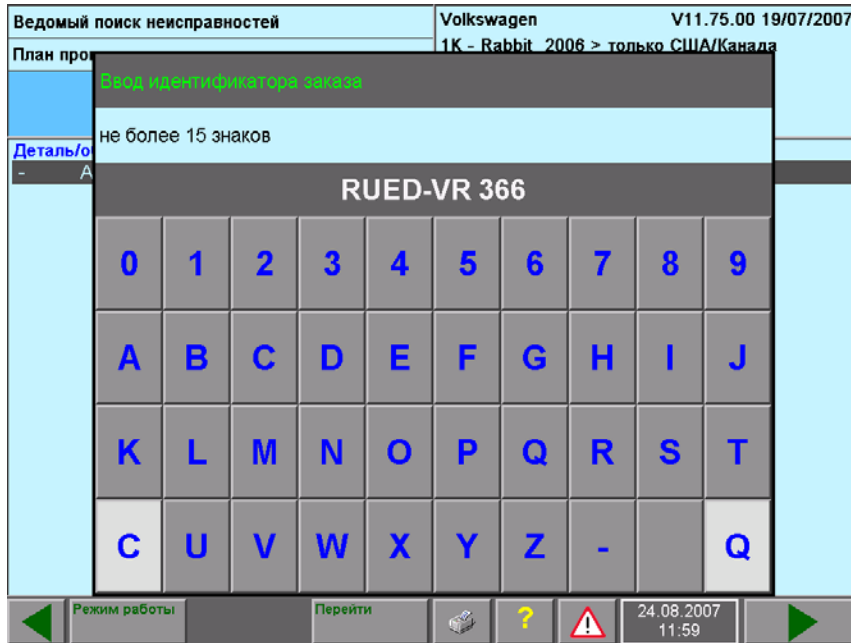 Ведомый поиск неисправностей
Volkswagen V11.75.00 19/07/2007
План
1K - Rabbit 2006 > только США/Канада
Ввод идентификатора заказа
не более 15 знаков
Деталь/о
- A
RUED-VR 366
0 1 2 3 4 5 6 7 8 9
A B C D E F G H I J
K L M N O P Q R S T
C U V W X Y Z - Q
Режим работы
Перейти
?
24.08.2007
11:59